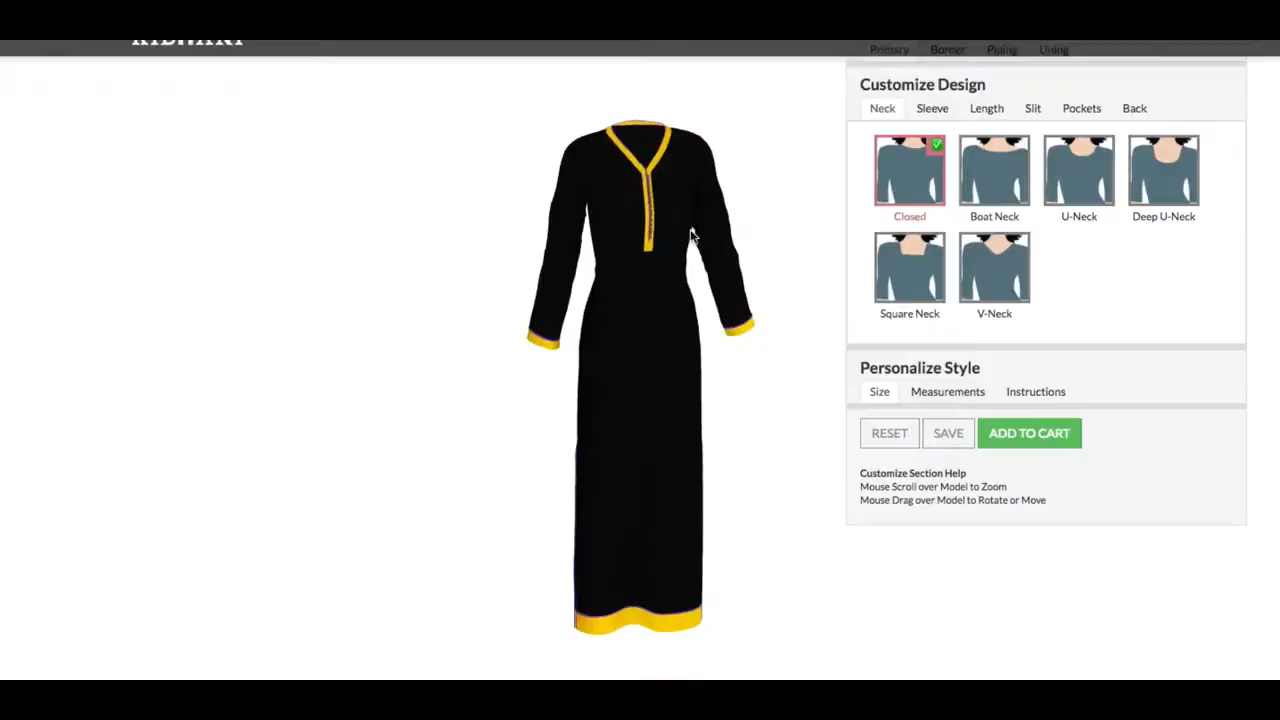 Primary Border Piping Lining
Customize Design
Neck Sleeve Length Slit Pockets Back
Closed Boat Neck U-Neck Deep U-Neck
Square Neck V-Neck
Personalize Style
Size Measurements Instructions
RESET SAVE ADD TO CART
Customize Section Help
Mouse Scroll over Model to Zoom
Mouse Drag over Model to Rotate or Move